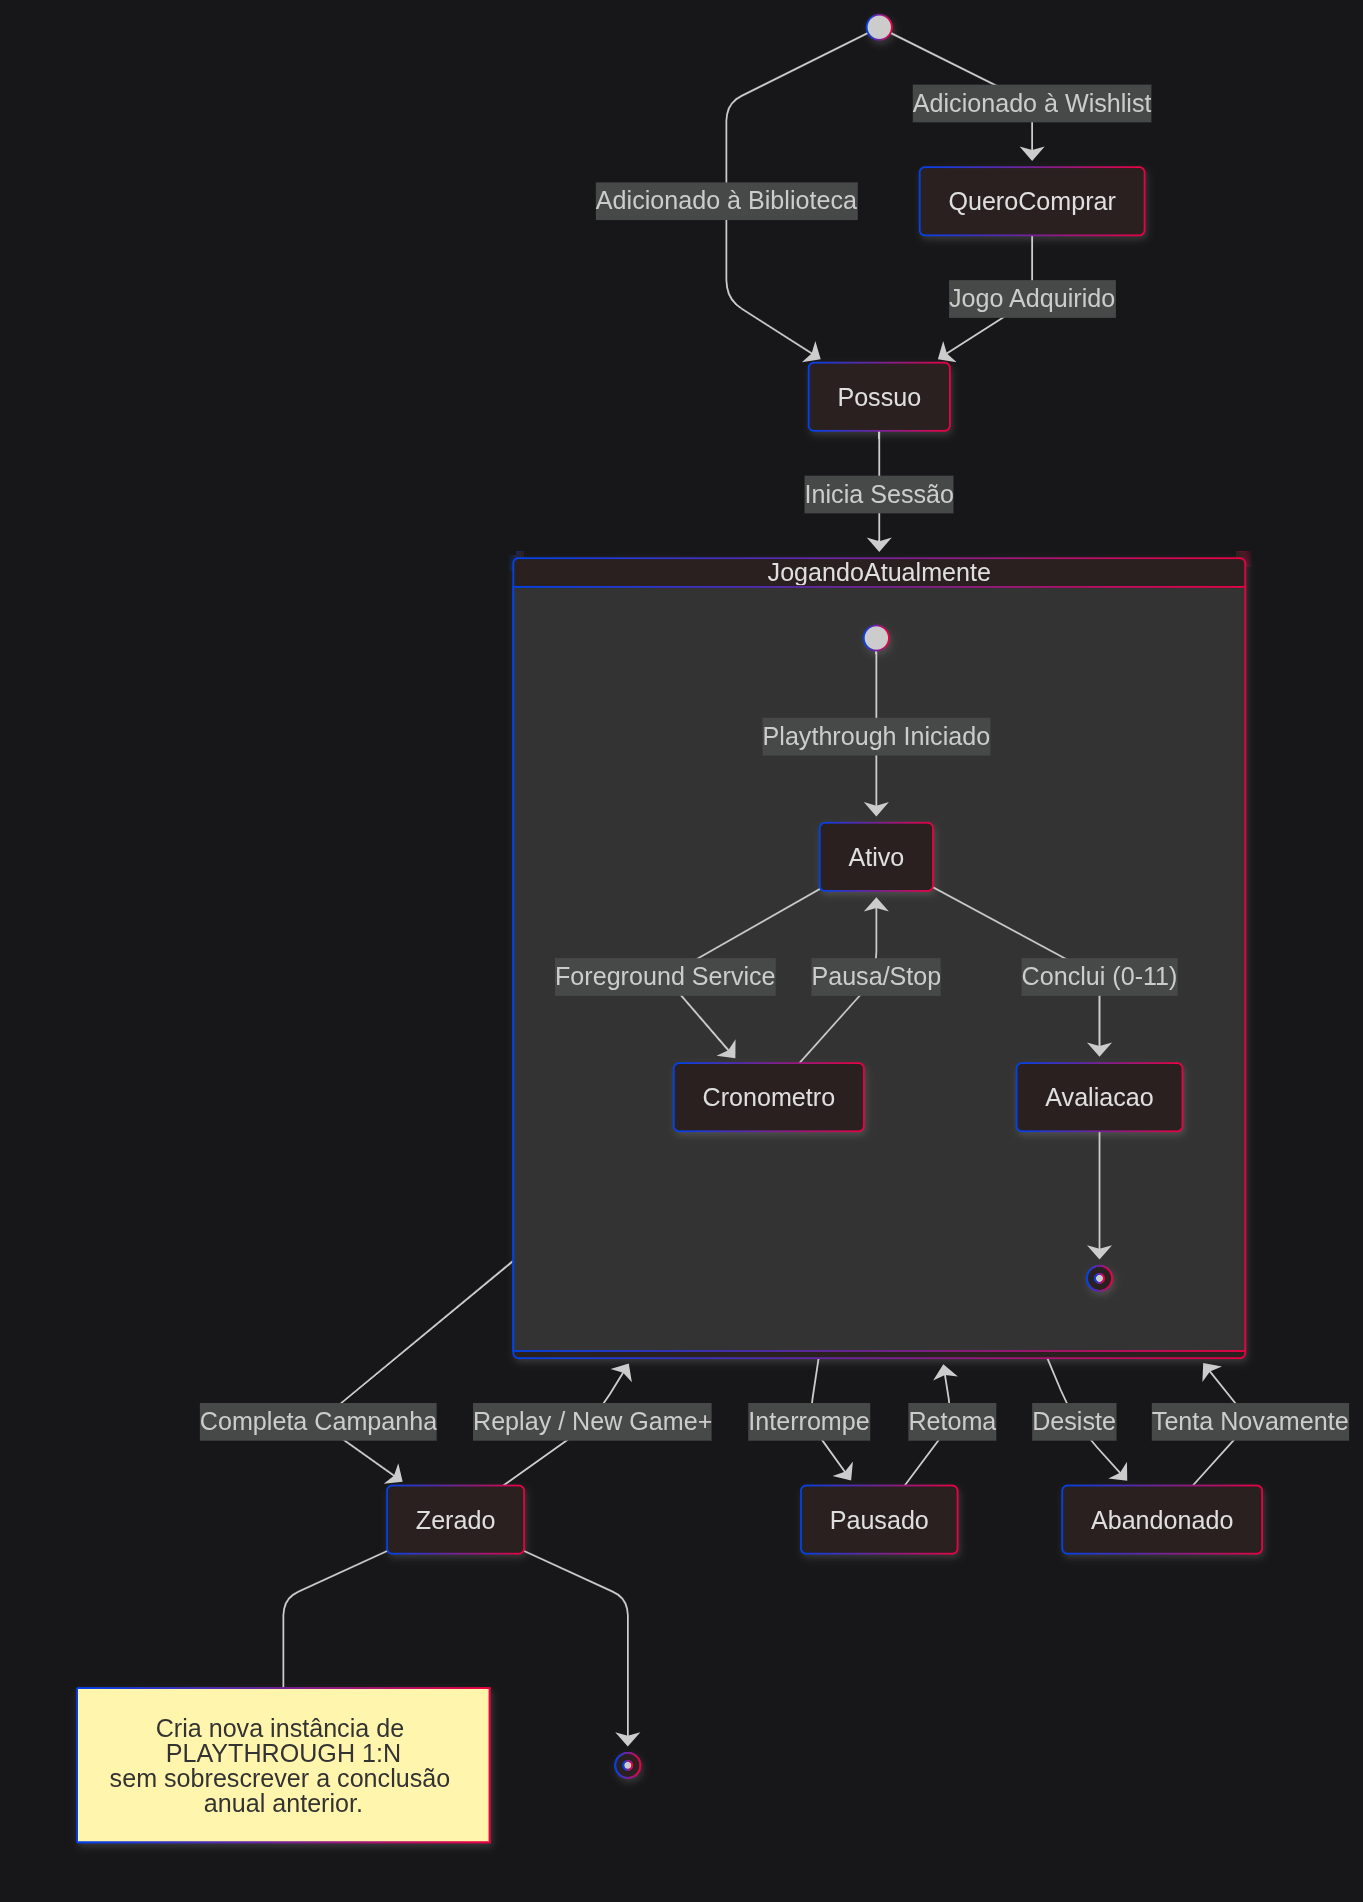 Adicionado à Wishlist
Adicionado à Biblioteca
QueroComprar
Jogo Adquirido
Possuo
Inicia Sessão
JogandoAtualmente
Playthrough Iniciado
Ativo
Foreground Service
Pausa/Stop
Conclui (0-11)
Cronometro
Avaliacao
Completa Campanha
Replay / New Game+
Interrompe
Retoma
Desiste
Tenta Novamente
Zerado
Pausado
Abandonado
Cria nova instância de
PLAYTHROUGH 1:N
sem sobrescrever a conclusão
anual anterior.